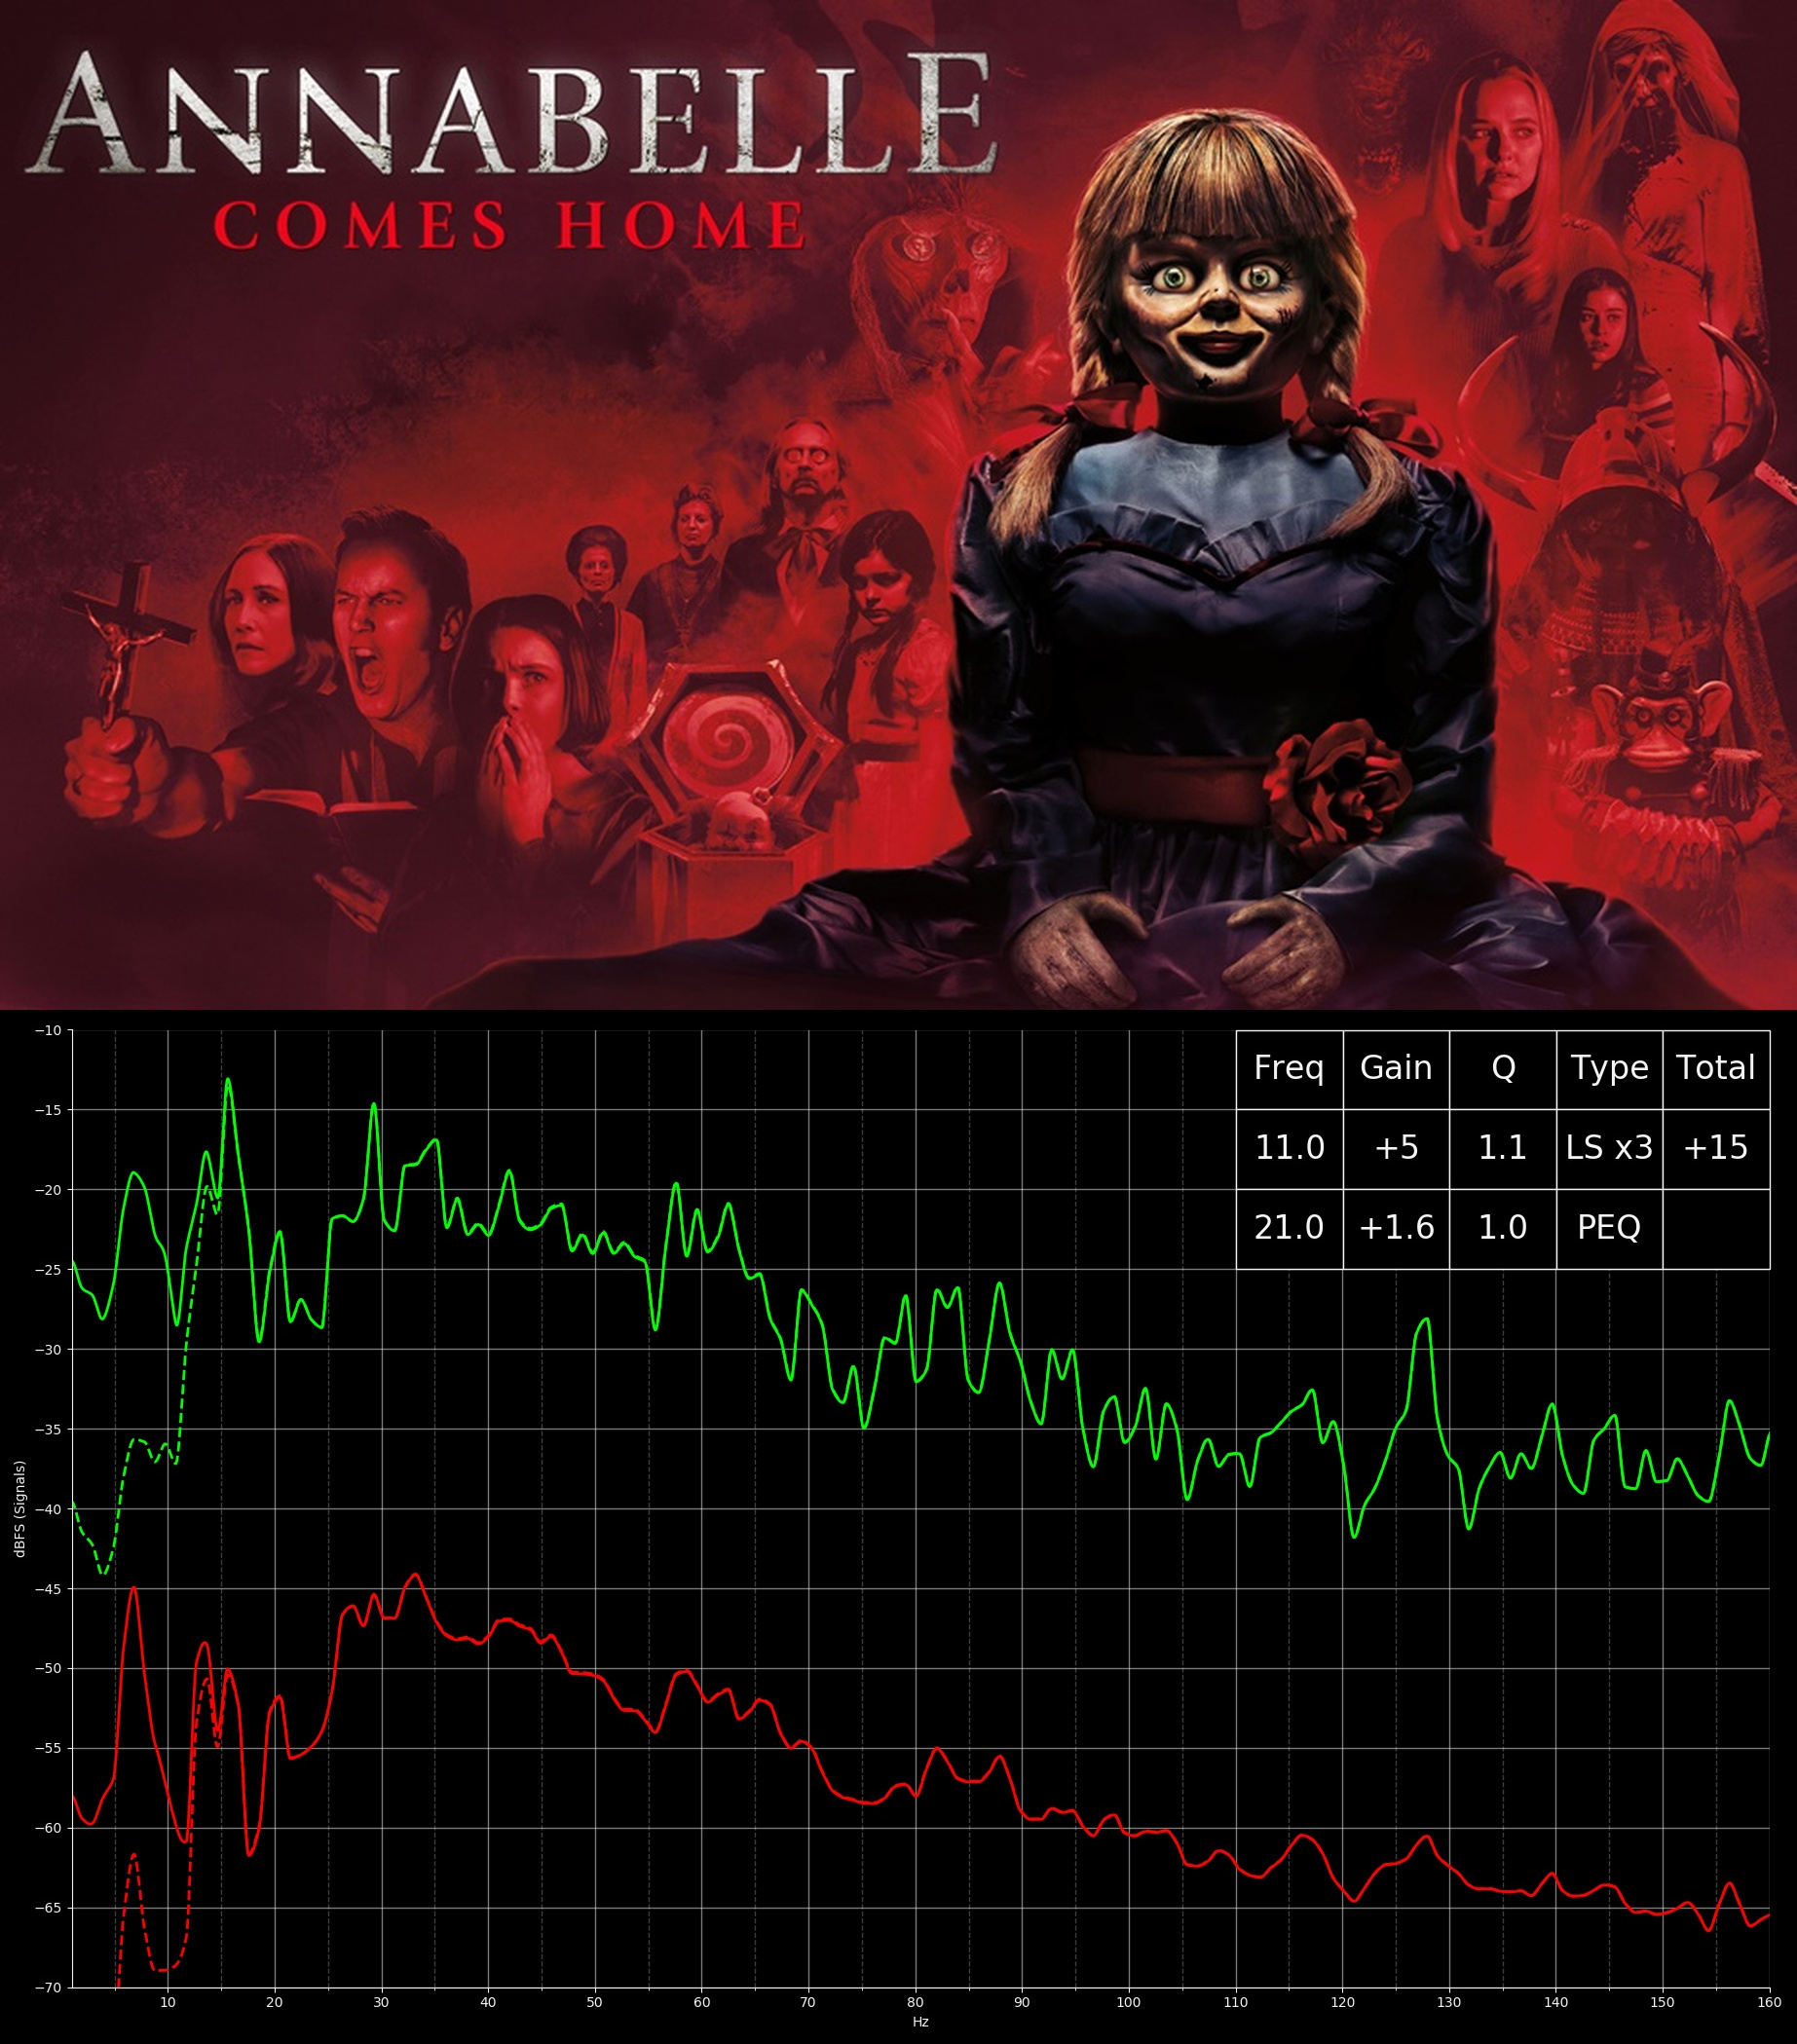 ANNABELLE
COMES HOME
Freq Gain Q Type Total
11.0 +5 1.1 LS x3 +15
21.0 +1.6 1.0 PEQ
−10
−15
−20
−25
−30
−35
−40
−45
−50
−55
−60
−65
−70
dBFS (Signals)
10 20 30 40 50 60 70 80 90 100 110 120 130 140 150 160
Hz